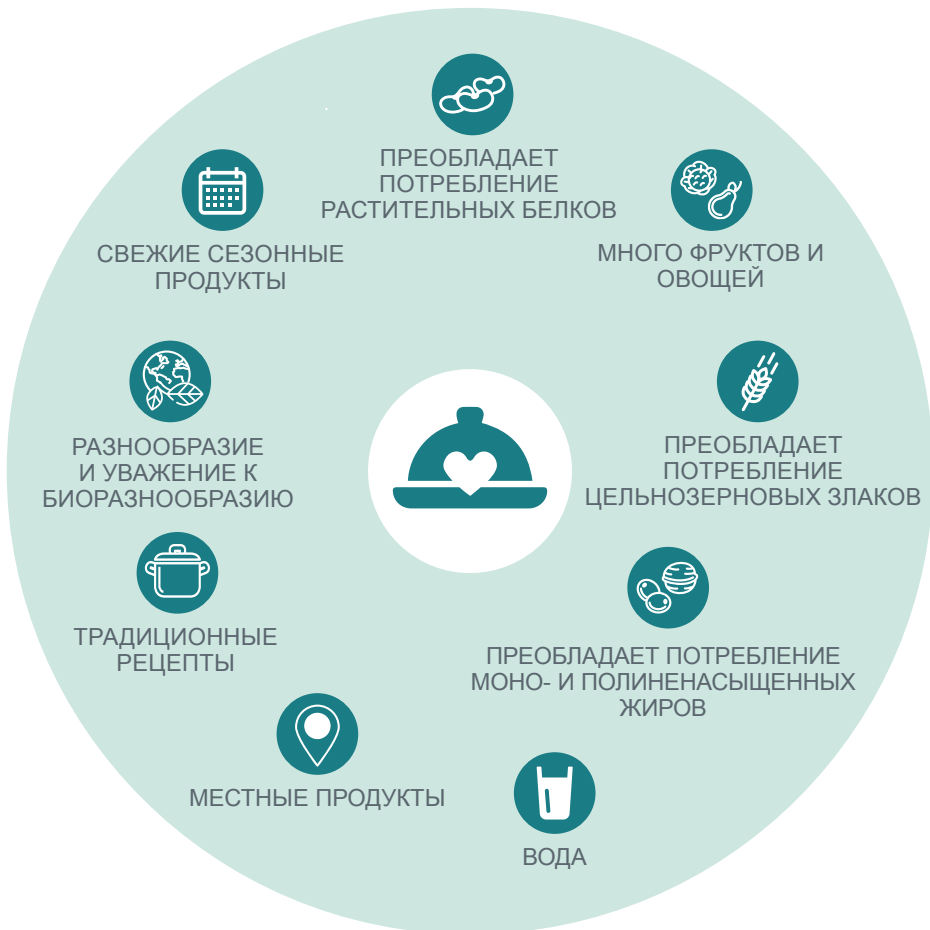 ПРЕОБЛАДАЕТ
ПОТРЕБЛЕНИЕ
РАСТИТЕЛЬНЫХ БЕЛКОВ
МНОГО ФРУКТОВ И
ОВОЩЕЙ
ПРЕОБЛАДАЕТ
ПОТРЕБЛЕНИЕ
ЦЕЛЬНОЗЕРНОВЫХ ЗЛАКОВ
ПРЕОБЛАДАЕТ ПОТРЕБЛЕНИЕ
МОНО- И ПОЛИНЕНАСЫЩЕННЫХ
ЖИРОВ
ВОДА
МЕСТНЫЕ ПРОДУКТЫ
ТРАДИЦИОННЫЕ
РЕЦЕПТЫ
РАЗНООБРАЗИЕ
И УВАЖЕНИЕ К
БИОРАЗНООБРАЗИЮ
СВЕЖИЕ СЕЗОННЫЕ
ПРОДУКТЫ